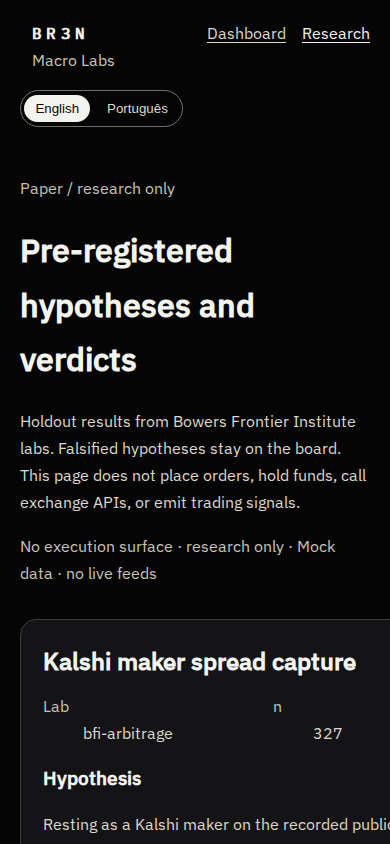 BR3N
Dashboard Research
Macro Labs
English Português
Paper / research only
Pre-registered
hypotheses and
verdicts
Holdout results from Bowers Frontier Institute
labs. Falsified hypotheses stay on the board.
This page does not place orders, hold funds, call
exchange APIs, or emit trading signals.
No execution surface · research only · Mock
data · no live feeds
Kalshi maker spread capture
Lab n
bfi-arbitrage 327
Hypothesis
Resting as a Kalshi maker on the recorded public